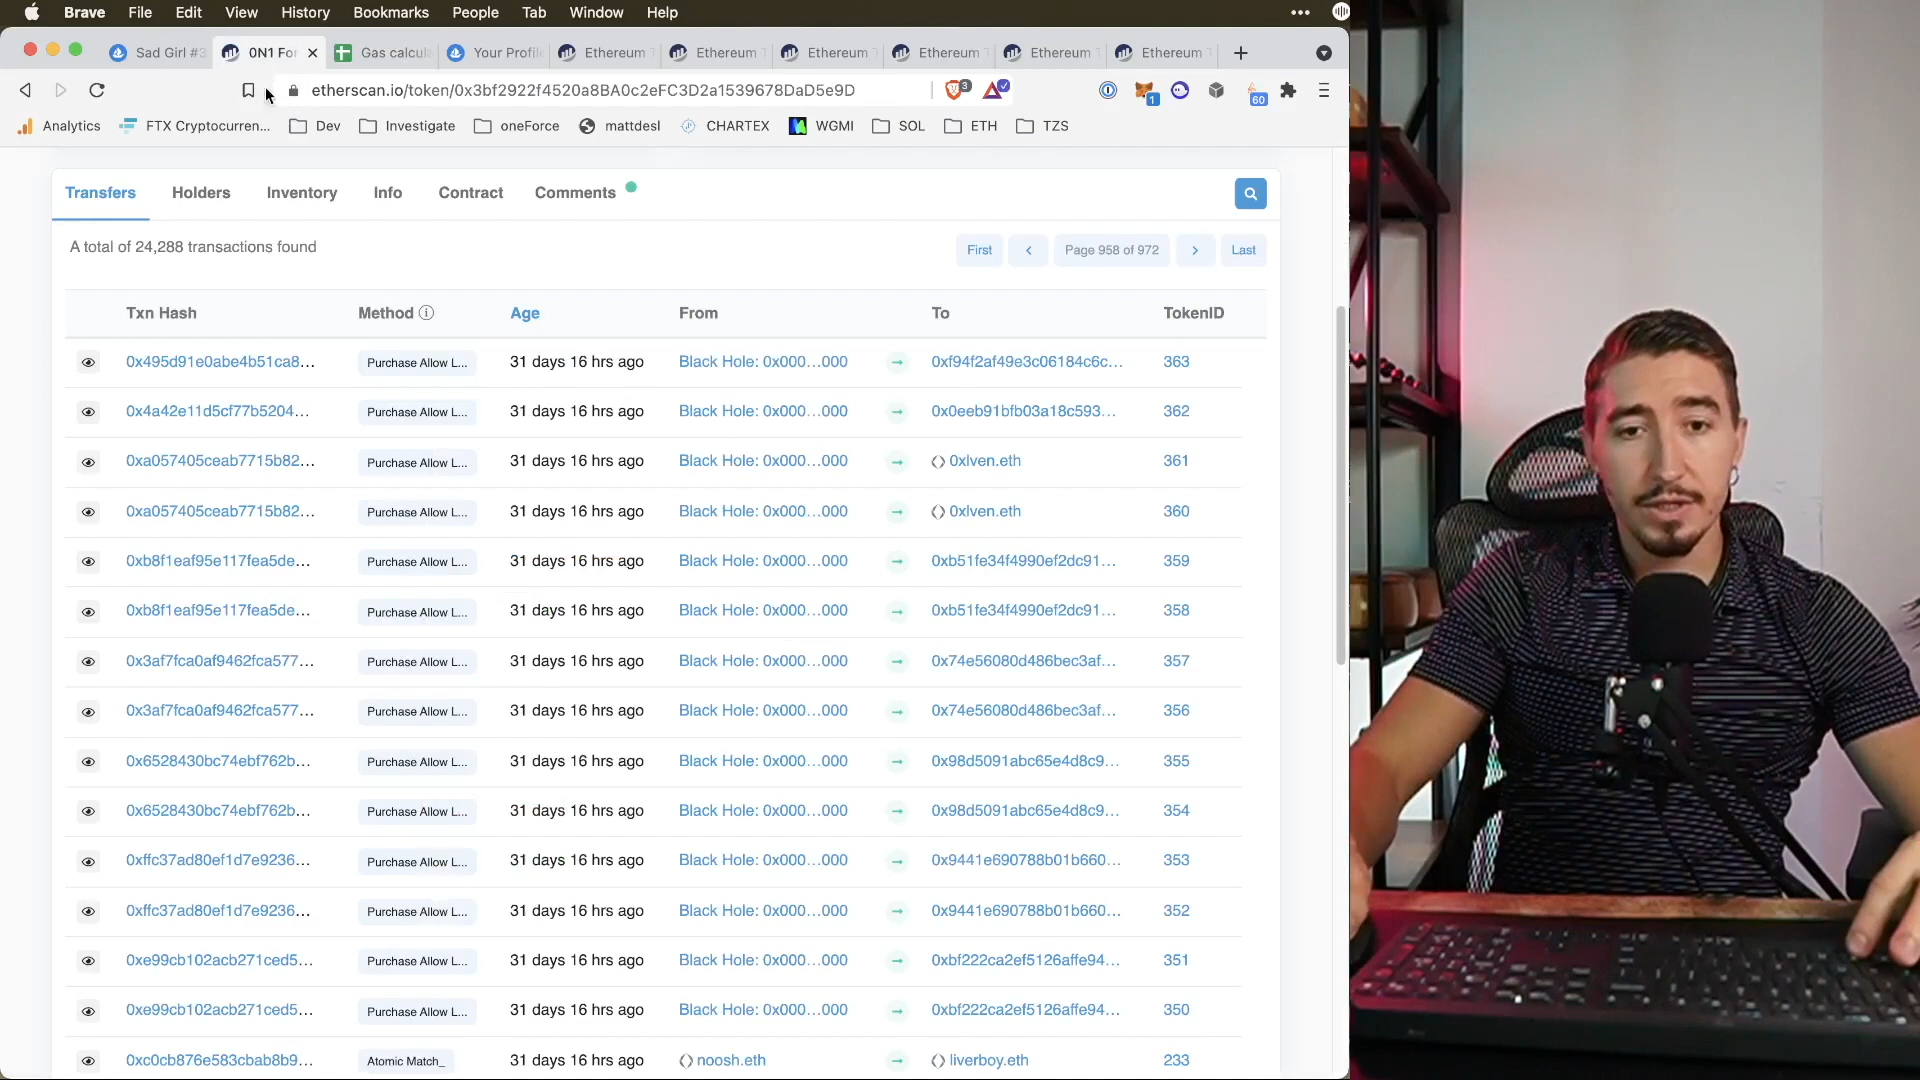 Brave File Edit View History Bookmarks People Tab Window Help
Sad Girl #3 0N1 For Gas calcul Your Profil Ethereum T Ethereum T Ethereum T Ethereum T Ethereum T Ethereum T
etherscan.io/token/0x3bf2922f4520a8BA0c2eFC3D2a1539678DaD5e9D 3 1 60
Analytics FTX Cryptocurren... Dev Investigate oneForce mattdesl CHARTEX WGMI SOL ETH TZS
Transfers Holders Inventory Info Contract Comments
A total of 24,288 transactions found First Page 958 of 972 Last
Txn Hash Method Age From To TokenID
0x495d91e0abe4b51ca8... Purchase Allow L... 31 days 16 hrs ago Black Hole: 0x000...000 0xf94f2af49e3c06184c6c... 363
0x4a42e11d5cf77b5204... Purchase Allow L... 31 days 16 hrs ago Black Hole: 0x000...000 0x0eeb91bfb03a18c593... 362
0xa057405ceab7715b82... Purchase Allow L... 31 days 16 hrs ago Black Hole: 0x000...000 0xlven.eth 361
0xa057405ceab7715b82... Purchase Allow L... 31 days 16 hrs ago Black Hole: 0x000...000 0xlven.eth 360
0xb8f1eaf95e117fea5de... Purchase Allow L... 31 days 16 hrs ago Black Hole: 0x000...000 0xb51fe34f4990ef2dc91... 359
0xb8f1eaf95e117fea5de... Purchase Allow L... 31 days 16 hrs ago Black Hole: 0x000...000 0xb51fe34f4990ef2dc91... 358
0x3af7fca0af9462fca577... Purchase Allow L... 31 days 16 hrs ago Black Hole: 0x000...000 0x74e56080d486bec3af... 357
0x3af7fca0af9462fca577... Purchase Allow L... 31 days 16 hrs ago Black Hole: 0x000...000 0x74e56080d486bec3af... 356
0x6528430bc74ebf762b... Purchase Allow L... 31 days 16 hrs ago Black Hole: 0x000...000 0x98d5091abc65e4d8c9... 355
0x6528430bc74ebf762b... Purchase Allow L... 31 days 16 hrs ago Black Hole: 0x000...000 0x98d5091abc65e4d8c9... 354
0xffc37ad80ef1d7e9236... Purchase Allow L... 31 days 16 hrs ago Black Hole: 0x000...000 0x9441e690788b01b660... 353
0xffc37ad80ef1d7e9236... Purchase Allow L... 31 days 16 hrs ago Black Hole: 0x000...000 0x9441e690788b01b660... 352
0xe99cb102acb271ced5... Purchase Allow L... 31 days 16 hrs ago Black Hole: 0x000...000 0xbf222ca2ef5126affe94... 351
0xe99cb102acb271ced5... Purchase Allow L... 31 days 16 hrs ago Black Hole: 0x000...000 0xbf222ca2ef5126affe94... 350
0xc0cb876e583cbab8b9... Atomic Match_ 31 days 16 hrs ago noosh.eth liverboy.eth 233